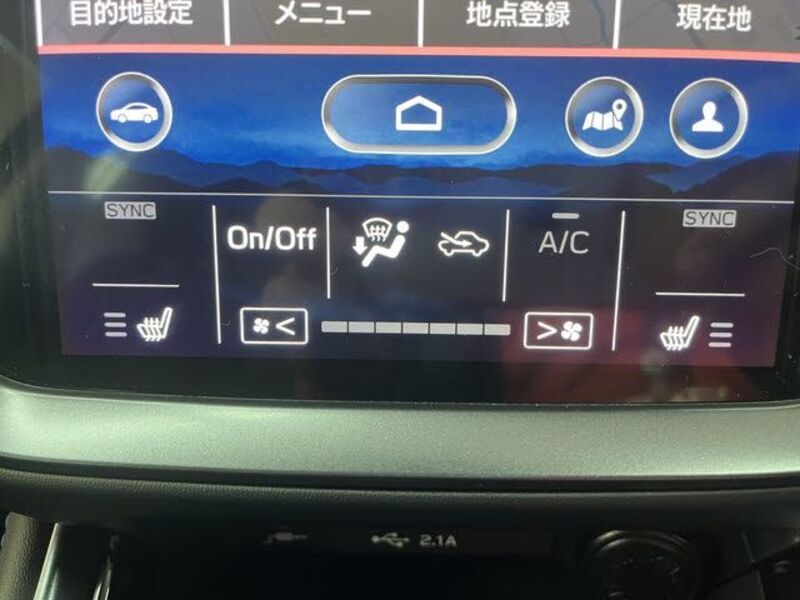 目的地設定 メニュー 地点登録 現在地
SYNC SYNC
On/Off A/C
< >
2.1A